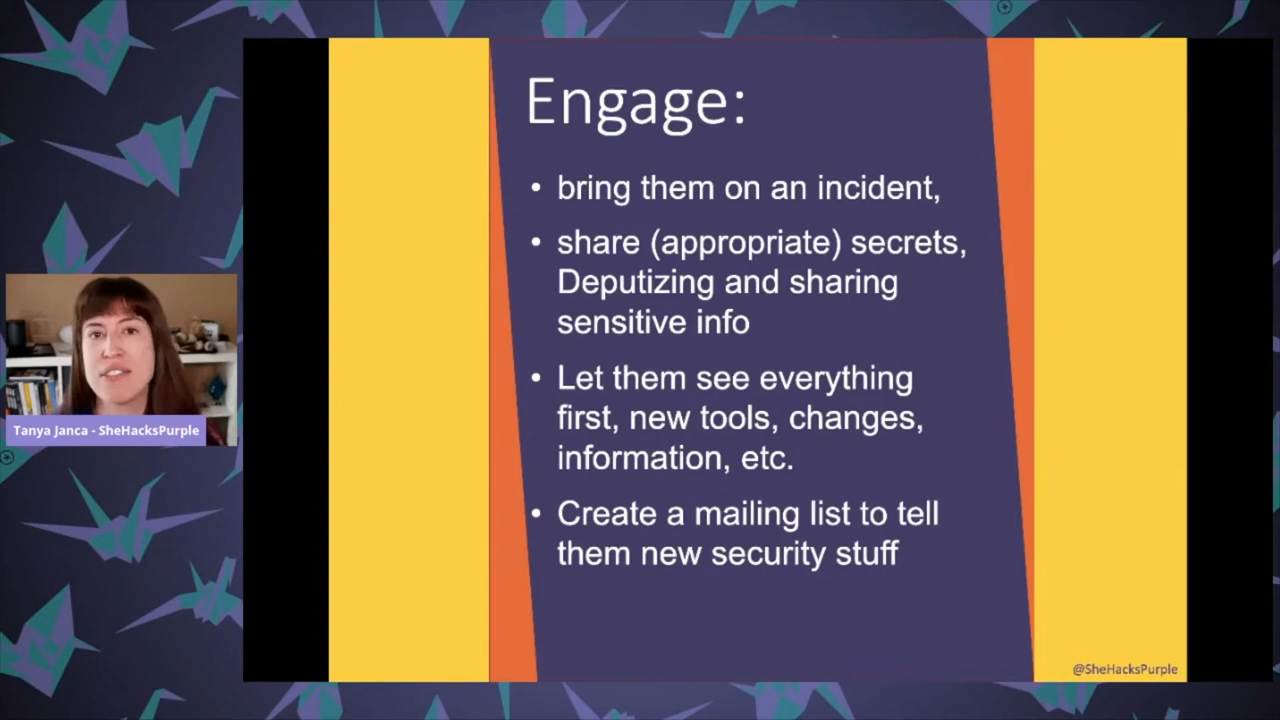 Engage:
• bring them on an incident,
• share (appropriate) secrets,
Deputizing and sharing
sensitive info
• Let them see everything
first, new tools, changes,
information, etc.
• Create a mailing list to tell
them new security stuff
Tanya Janca - SheHacksPurple
@SheHacksPurple